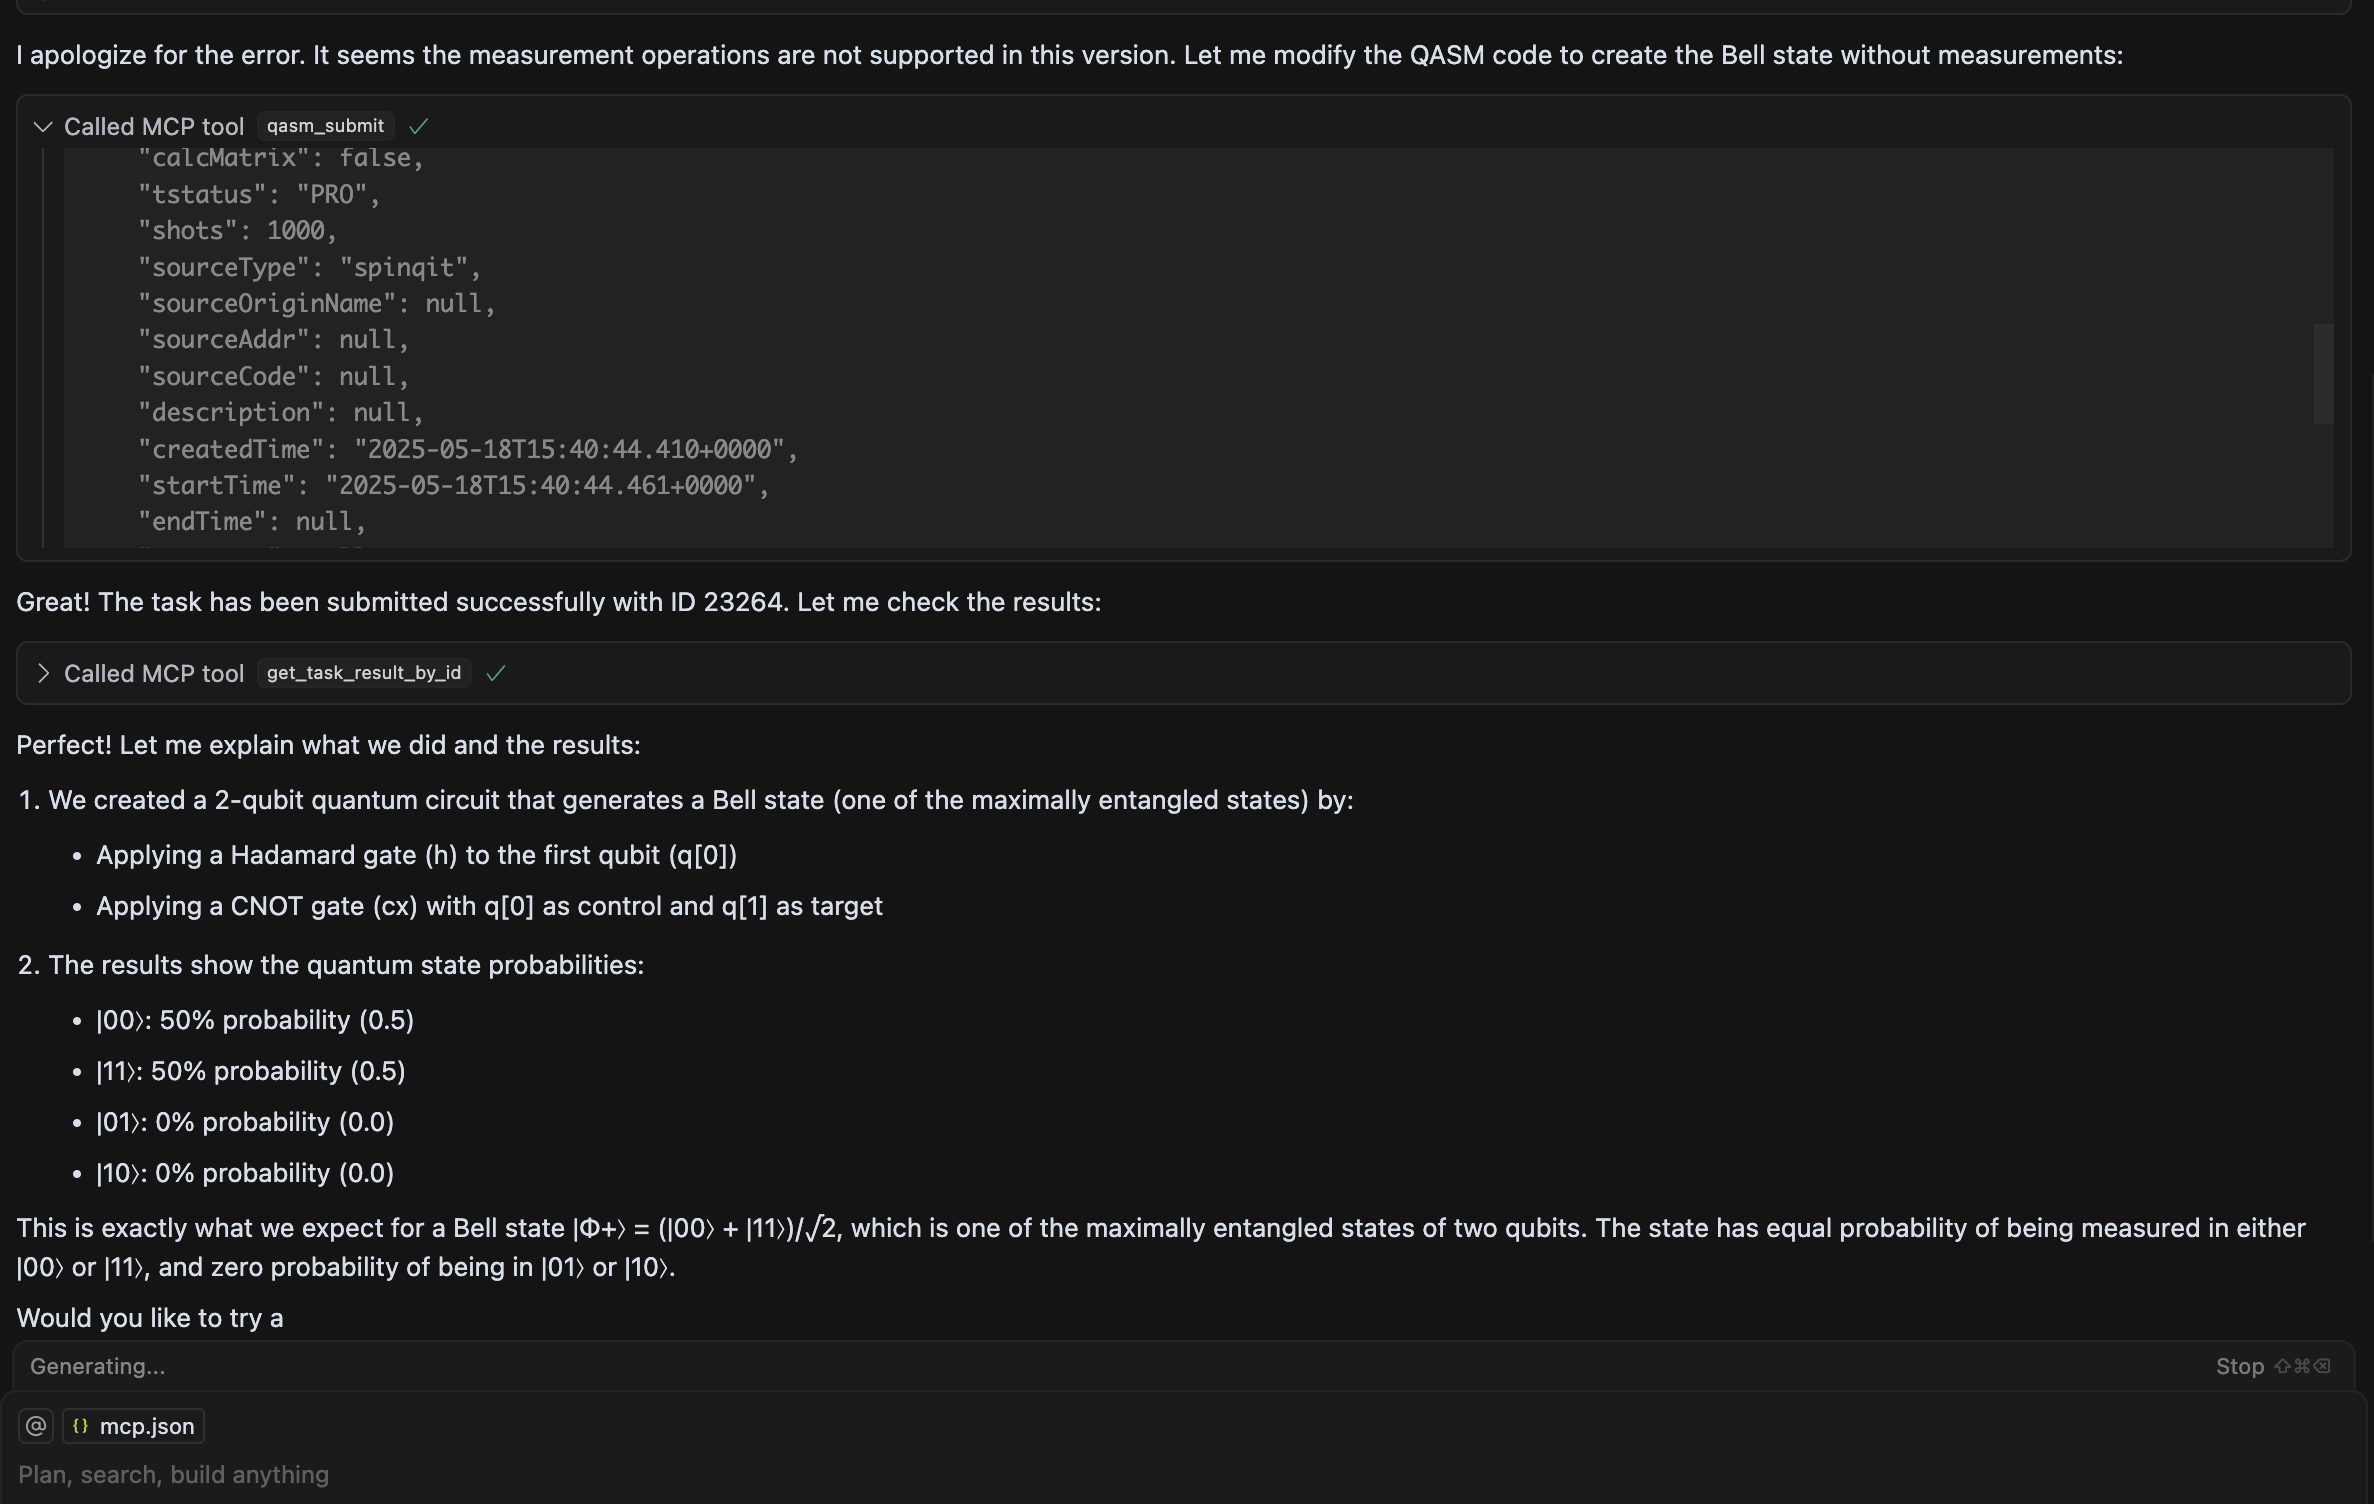 I apologize for the error. It seems the measurement operations are not supported in this version. Let me modify the QASM code to create the Bell state without measurements:
Called MCP tool qasm_submit
"calcMatrix": false,
"tstatus": "PRO",
"shots": 1000,
"sourceType": "spinqit",
"sourceOriginName": null,
"sourceAddr": null,
"sourceCode": null,
"description": null,
"createdTime": "2025-05-18T15:40:44.410+0000",
"startTime": "2025-05-18T15:40:44.461+0000",
"endTime": null,
Great! The task has been submitted successfully with ID 23264. Let me check the results:
Called MCP tool get_task_result_by_id
Perfect! Let me explain what we did and the results:
1. We created a 2-qubit quantum circuit that generates a Bell state (one of the maximally entangled states) by:
• Applying a Hadamard gate (h) to the first qubit (q[0])
• Applying a CNOT gate (cx) with q[0] as control and q[1] as target
2. The results show the quantum state probabilities:
• |00⟩: 50% probability (0.5)
• |11⟩: 50% probability (0.5)
• |01⟩: 0% probability (0.0)
• |10⟩: 0% probability (0.0)
This is exactly what we expect for a Bell state |Φ+⟩ = (|00⟩ + |11⟩)/√2, which is one of the maximally entangled states of two qubits. The state has equal probability of being measured in either
|00⟩ or |11⟩, and zero probability of being in |01⟩ or |10⟩.
Would you like to try a
Generating...
Stop ⇧⌘⌫
@ {} mcp.json
Plan, search, build anything